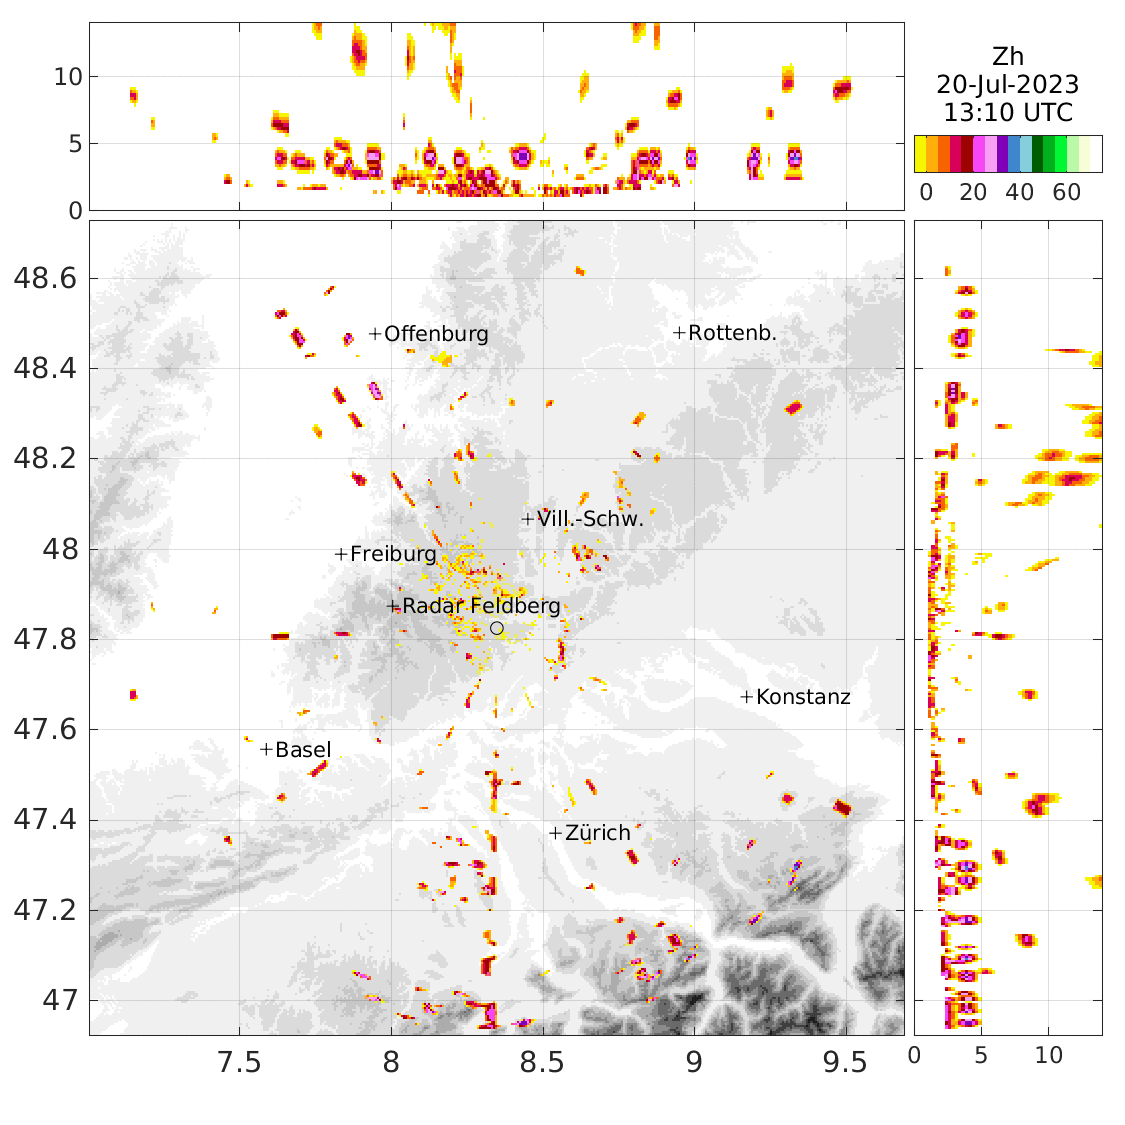 Zh
20-Jul-2023
13:10 UTC
0 20 40 60
10
5
0
48.6
48.4
48.2
48
47.8
47.6
47.4
47.2
47
+Offenburg
+Rottenb.
+Vill.-Schw.
+Freiburg
+Radar Feldberg
+Konstanz
+Basel
+Zürich
7.5 8 8.5 9 9.5
0 5 10